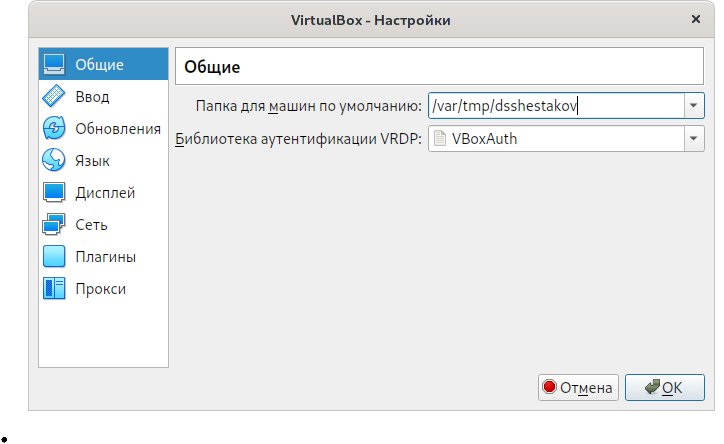 VirtualBox - Настройки
Общие
Ввод
Обновления
Язык
Дисплей
Сеть
Плагины
Прокси
Общие
Папка для машин по умолчанию: /var/tmp/dsshestakov
Библиотека аутентификации VRDP: VBoxAuth
Отмена OK